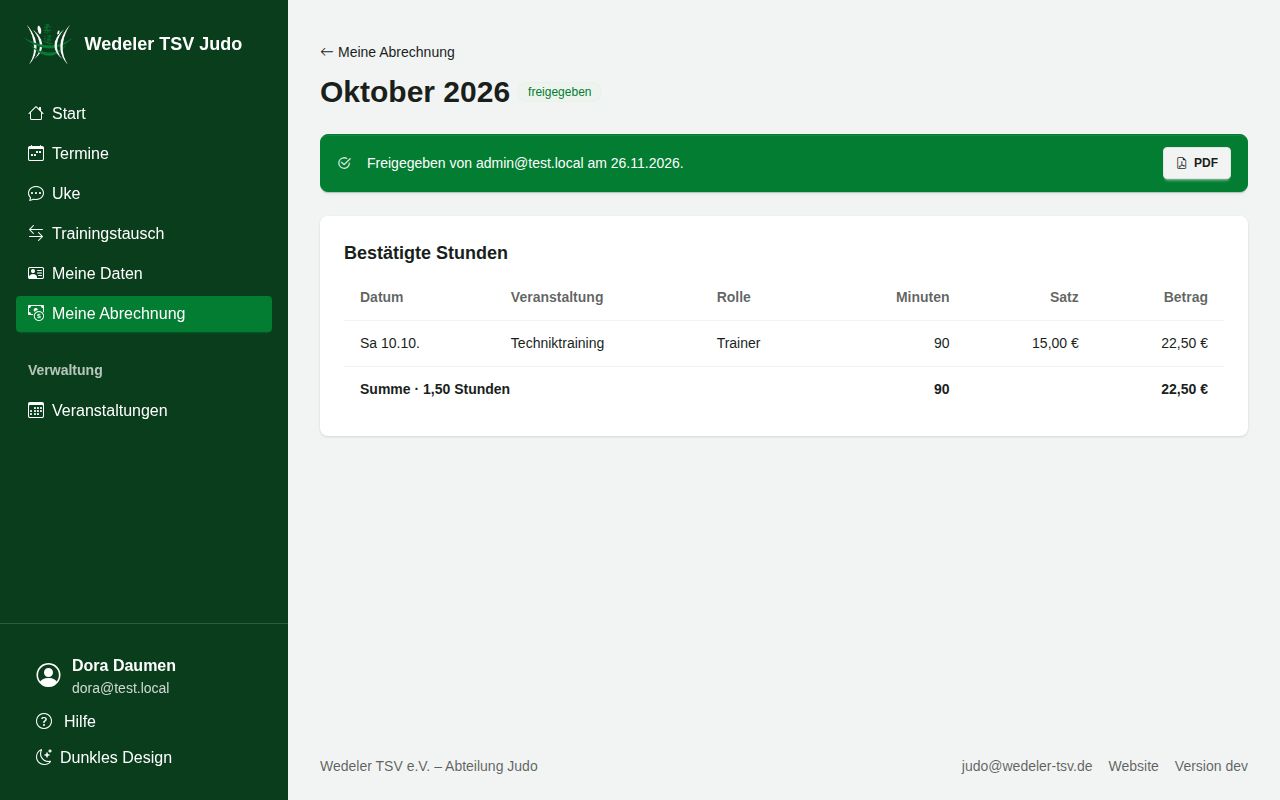 Wedeler TSV Judo
Start
Termine
Uke
Trainingstausch
Meine Daten
Meine Abrechnung
Verwaltung
Veranstaltungen
Dora Daumen
dora@test.local
Hilfe
Dunkles Design
← Meine Abrechnung
Oktober 2026 freigegeben
Freigegeben von admin@test.local am 26.11.2026. PDF
Bestätigte Stunden
Datum Veranstaltung Rolle Minuten Satz Betrag
Sa 10.10. Techniktraining Trainer 90 15,00 € 22,50 €
Summe · 1,50 Stunden 90 22,50 €
Wedeler TSV e.V. – Abteilung Judo judo@wedeler-tsv.de Website Version dev